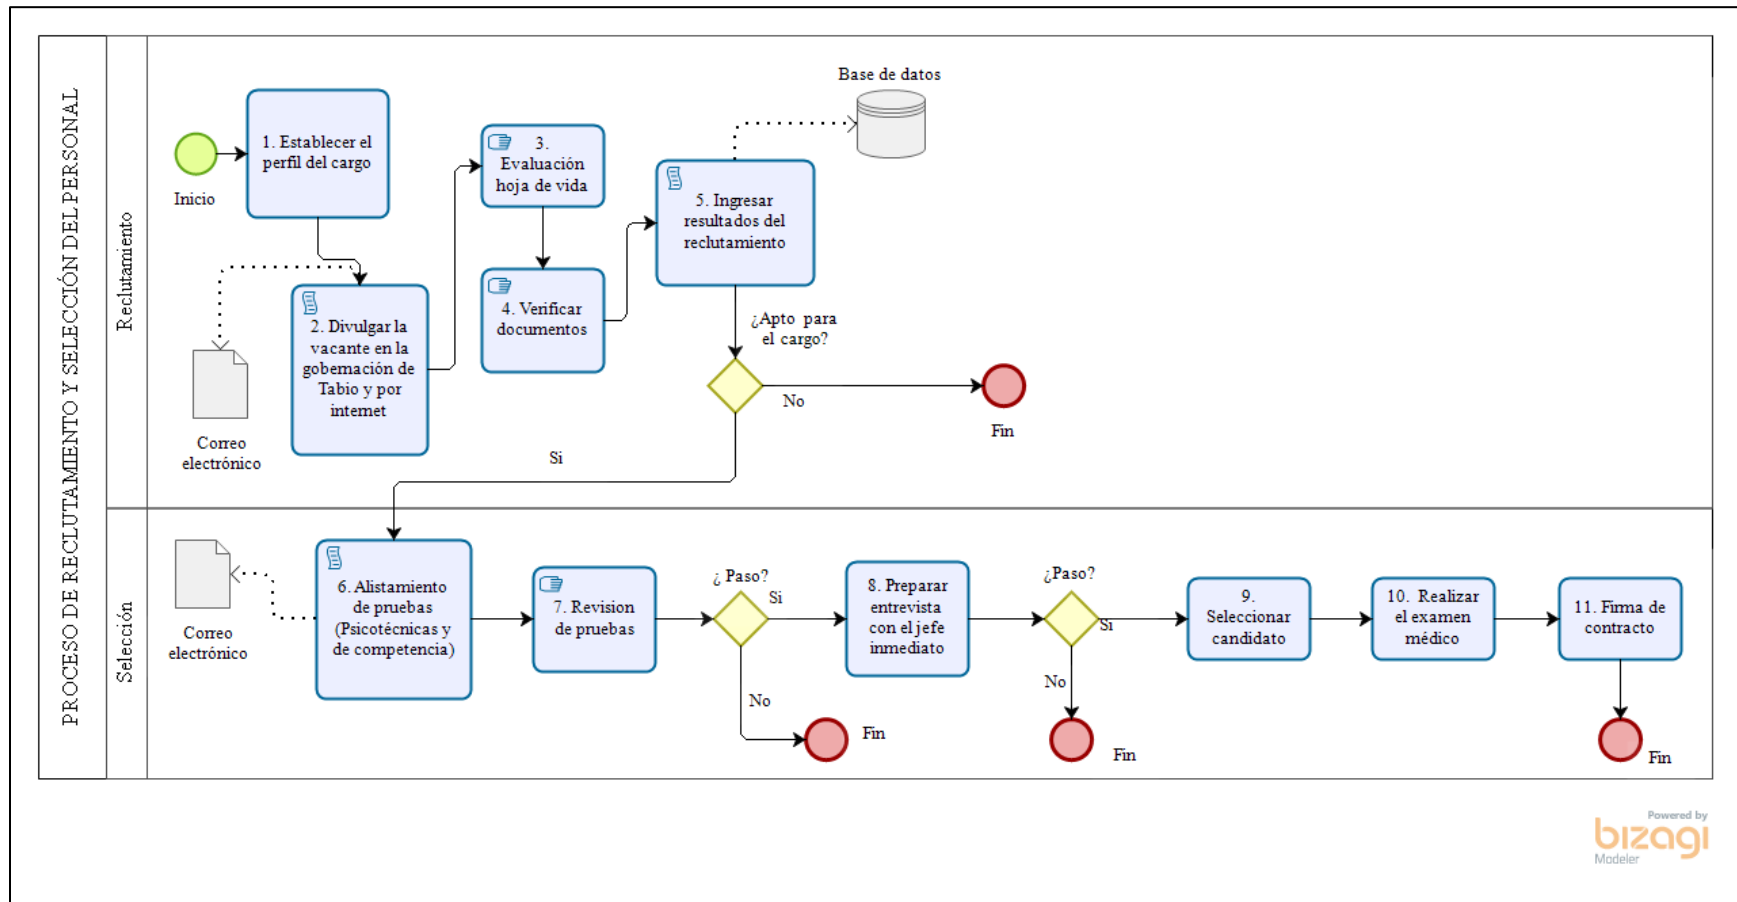 PROCESO DE RECLUTAMIENTO Y SELECCIÓN DEL PERSONAL
Reclutamiento
Inicio
1. Establecer el
perfil del cargo
2. Divulgar la
vacante en la
gobernación de
Tabio y por
internet
Correo
electrónico
3.
Evaluación
hoja de vida
4. Verificar
documentos
5. Ingresar
resultados del
reclutamiento
Base de datos
¿Apto para
el cargo?
No
Fin
Si
Selección
Correo
electrónico
6. Alistamiento
de pruebas
(Psicotécnicas y
de competencia)
7. Revision
de pruebas
¿ Paso?
Si
No
Fin
8. Preparar
entrevista
con el jefe
inmediato
¿Paso?
Si
No
Fin
9.
Seleccionar
candidato
10. Realizar
el examen
médico
11. Firma de
contracto
Fin
Powered by
bizagi
Modeler